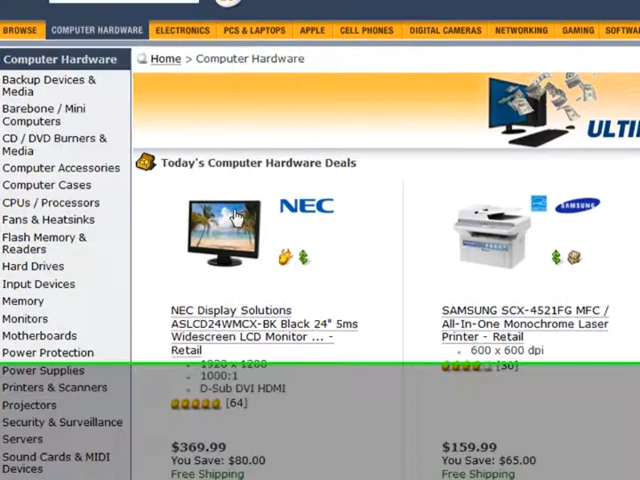 BROWSE COMPUTER HARDWARE ELECTRONICS PCS & LAPTOPS APPLE CELL PHONES DIGITAL CAMERAS NETWORKING GAMING SOFTWA
Computer Hardware
Home > Computer Hardware
Backup Devices &
Media
Barebone / Mini
Computers
CD / DVD Burners &
Media
Computer Accessories
Computer Cases
CPUs / Processors
Fans & Heatsinks
Flash Memory &
Readers
Hard Drives
Input Devices
Memory
Monitors
Motherboards
Power Protection
Power Supplies
Printers & Scanners
Projectors
Security & Surveillance
Servers
Sound Cards & MIDI
Devices
ULTI
Today's Computer Hardware Deals
NEC
NEC Display Solutions
ASLCD24WMCX-BK Black 24" 5ms
Widescreen LCD Monitor ... -
Retail
1920 x 1200
1000:1
D-Sub DVI HDMI
[64]
$369.99
You Save: $80.00
Free Shipping
SAMSUNG
SAMSUNG SCX-4521FG MFC /
All-In-One Monochrome Laser
Printer - Retail
600 x 600 dpi
[30]
$159.99
You Save: $65.00
Free Shipping